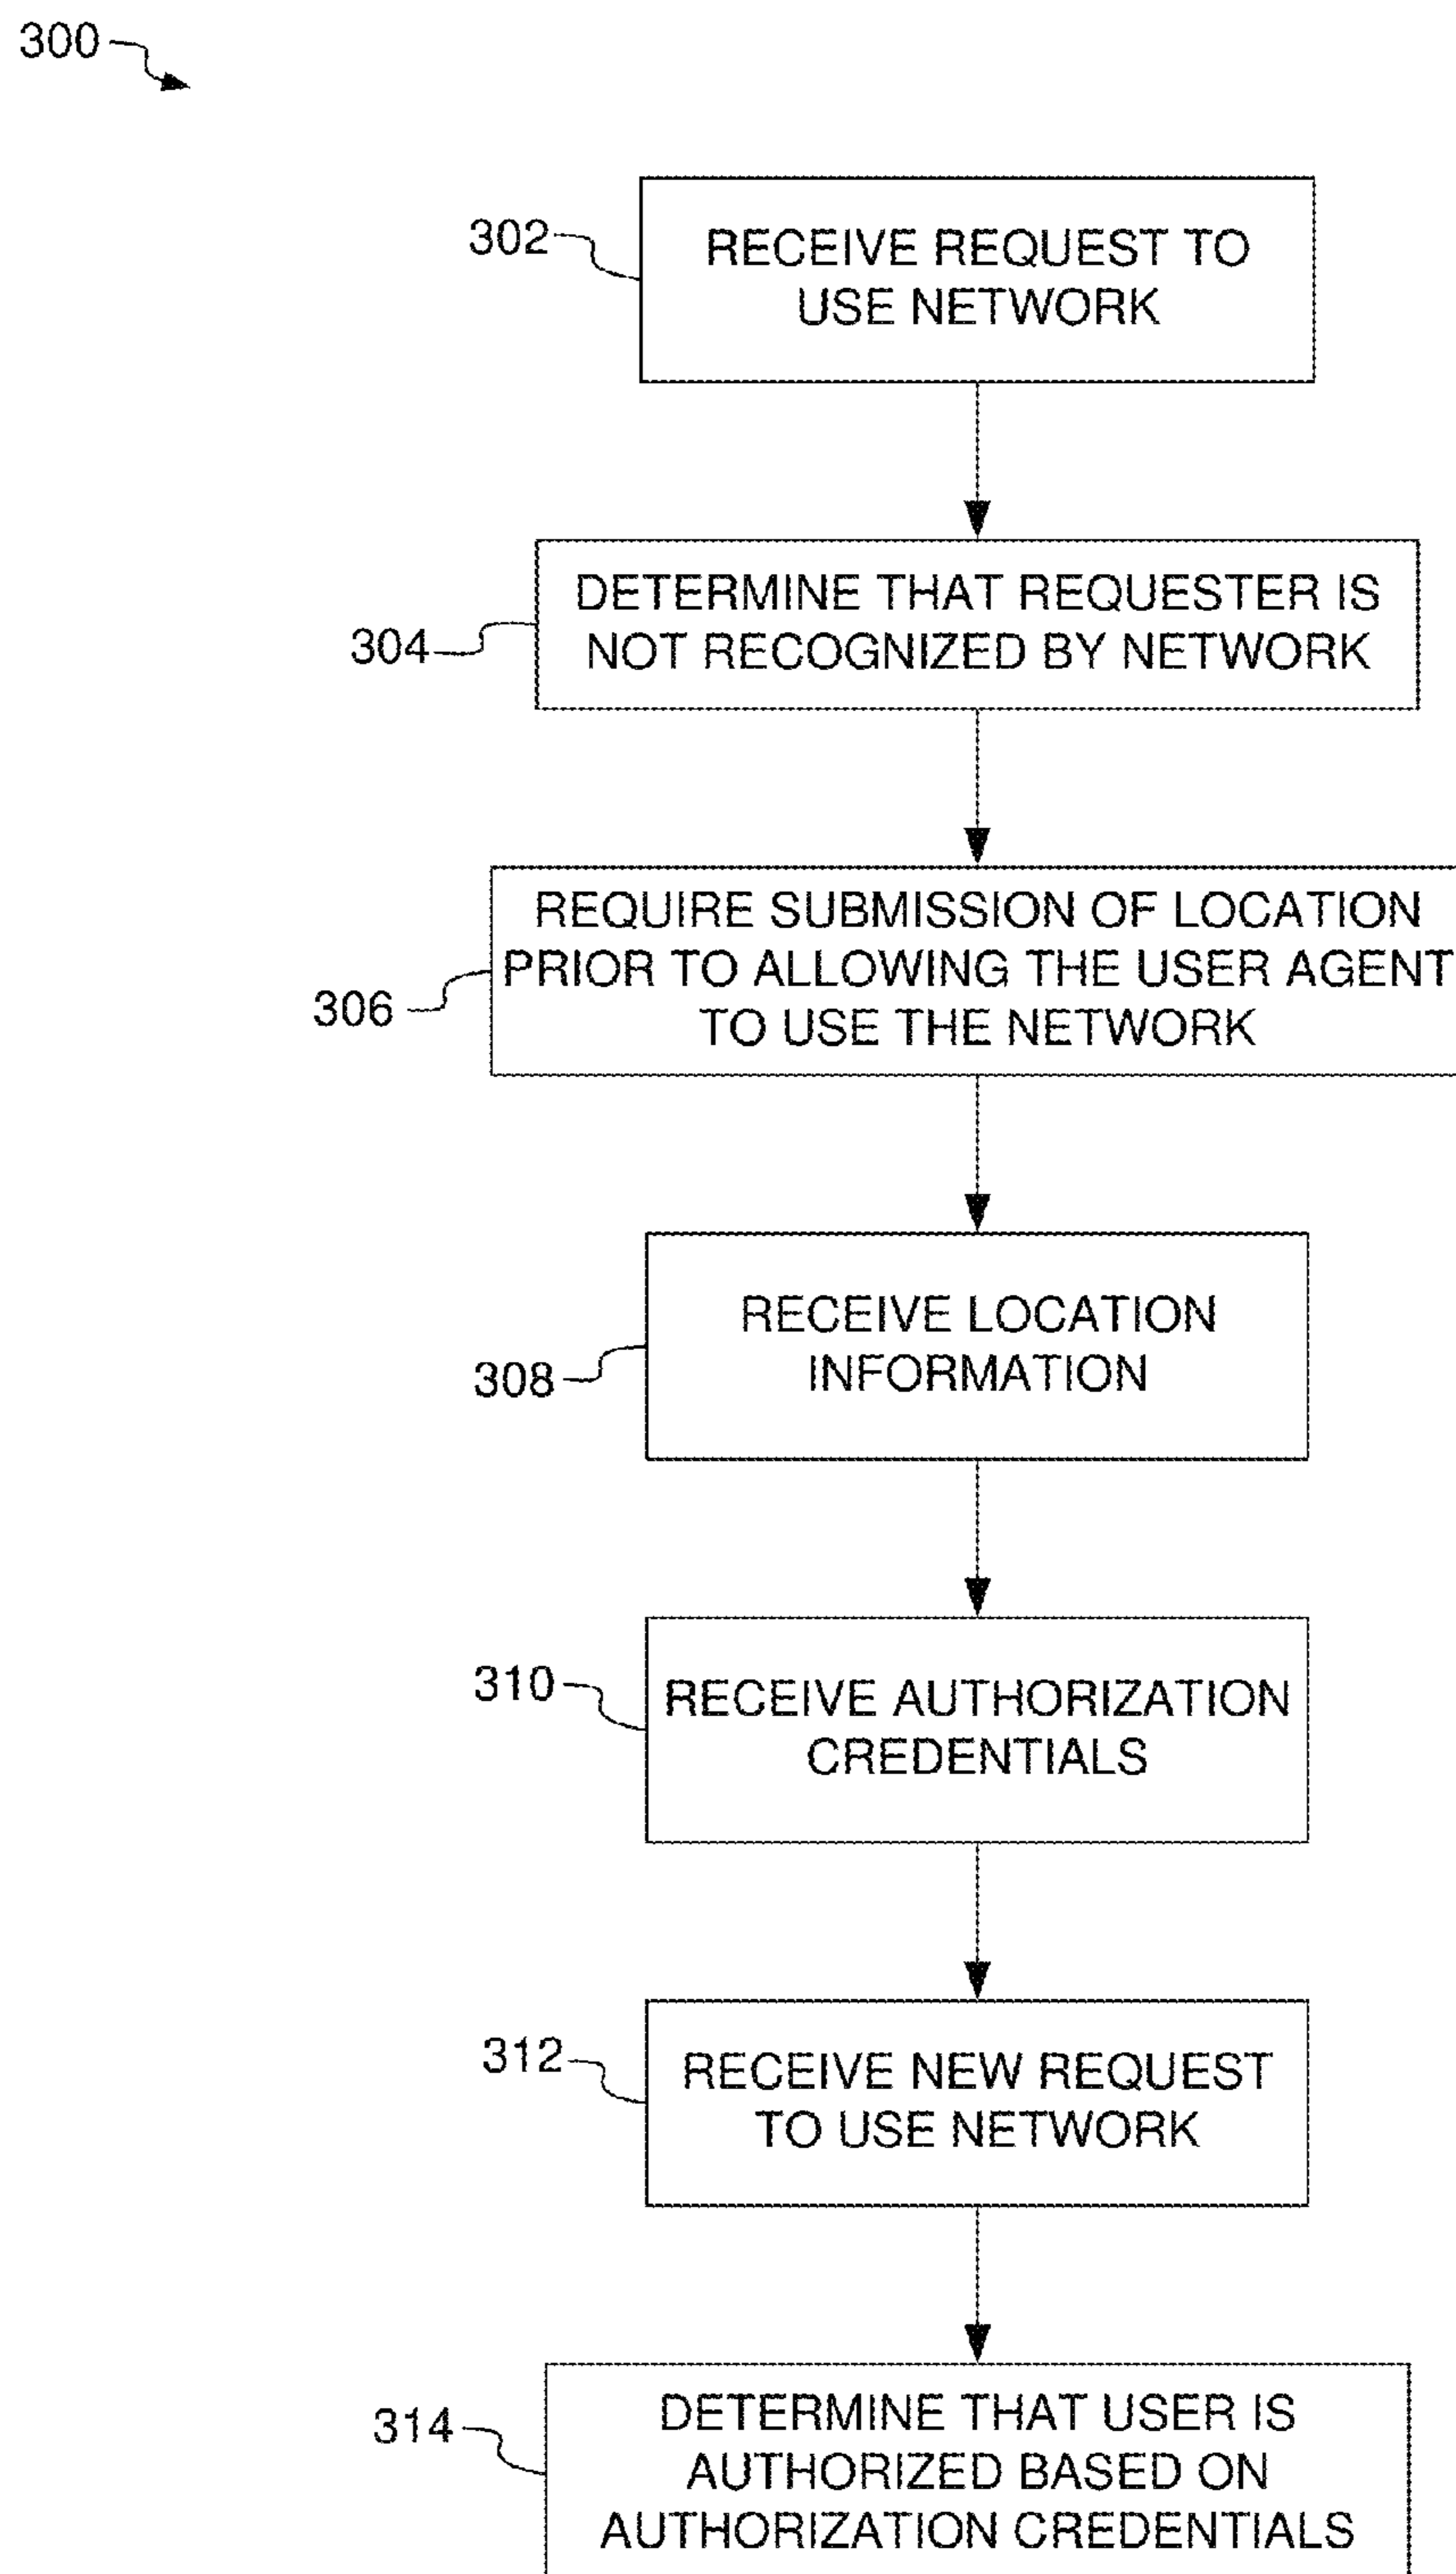 300
302
RECEIVE REQUEST TO
USE NETWORK
304
DETERMINE THAT REQUESTER IS
NOT RECOGNIZED BY NETWORK
306
REQUIRE SUBMISSION OF LOCATION
PRIOR TO ALLOWING THE USER AGENT
TO USE THE NETWORK
308
RECEIVE LOCATION
INFORMATION
310
RECEIVE AUTHORIZATION
CREDENTIALS
312
RECEIVE NEW REQUEST
TO USE NETWORK
314
DETERMINE THAT USER IS
AUTHORIZED BASED ON
AUTHORIZATION CREDENTIALS